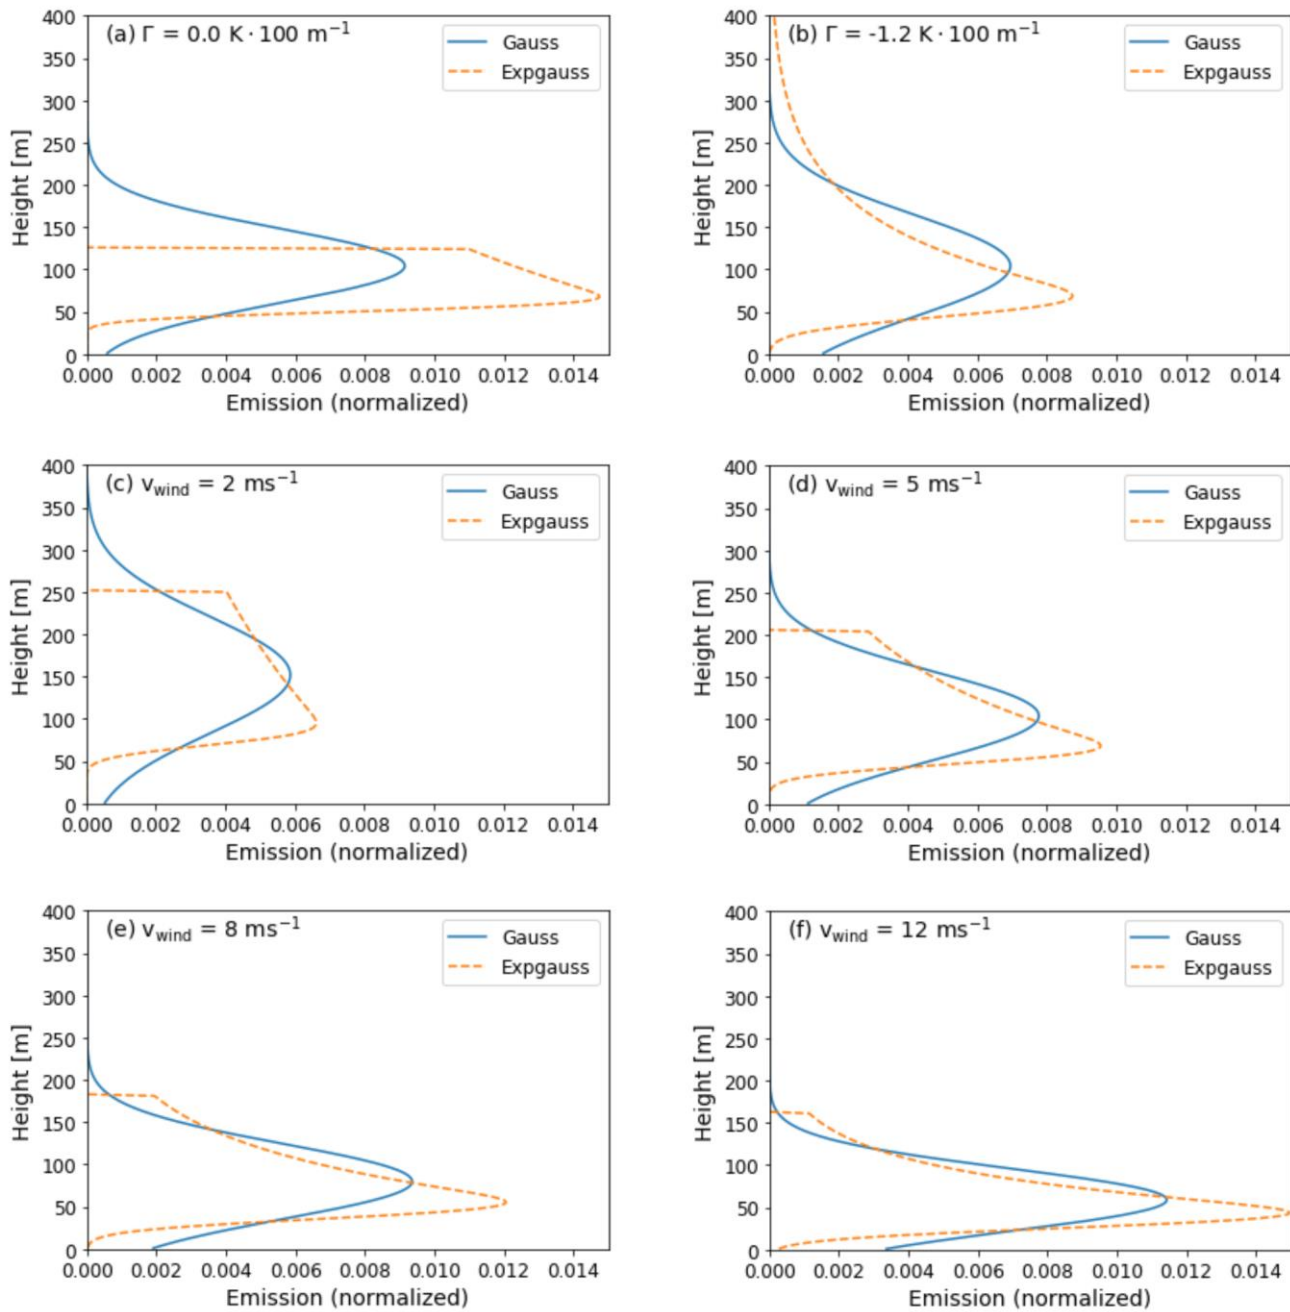 (a) Γ = 0.0 K · 100 m⁻¹
Gauss
Expgauss
400
350
300
250
200
150
100
50
0
Height [m]
0.000 0.002 0.004 0.006 0.008 0.010 0.012 0.014
Emission (normalized)
(b) Γ = -1.2 K · 100 m⁻¹
Gauss
Expgauss
400
350
300
250
200
150
100
50
0
Height [m]
0.000 0.002 0.004 0.006 0.008 0.010 0.012 0.014
Emission (normalized)
(c) v_wind = 2 ms⁻¹
Gauss
Expgauss
400
350
300
250
200
150
100
50
0
Height [m]
0.000 0.002 0.004 0.006 0.008 0.010 0.012 0.014
Emission (normalized)
(d) v_wind = 5 ms⁻¹
Gauss
Expgauss
400
350
300
250
200
150
100
50
0
Height [m]
0.000 0.002 0.004 0.006 0.008 0.010 0.012 0.014
Emission (normalized)
(e) v_wind = 8 ms⁻¹
Gauss
Expgauss
400
350
300
250
200
150
100
50
0
Height [m]
0.000 0.002 0.004 0.006 0.008 0.010 0.012 0.014
Emission (normalized)
(f) v_wind = 12 ms⁻¹
Gauss
Expgauss
400
350
300
250
200
150
100
50
0
Height [m]
0.000 0.002 0.004 0.006 0.008 0.010 0.012 0.014
Emission (normalized)